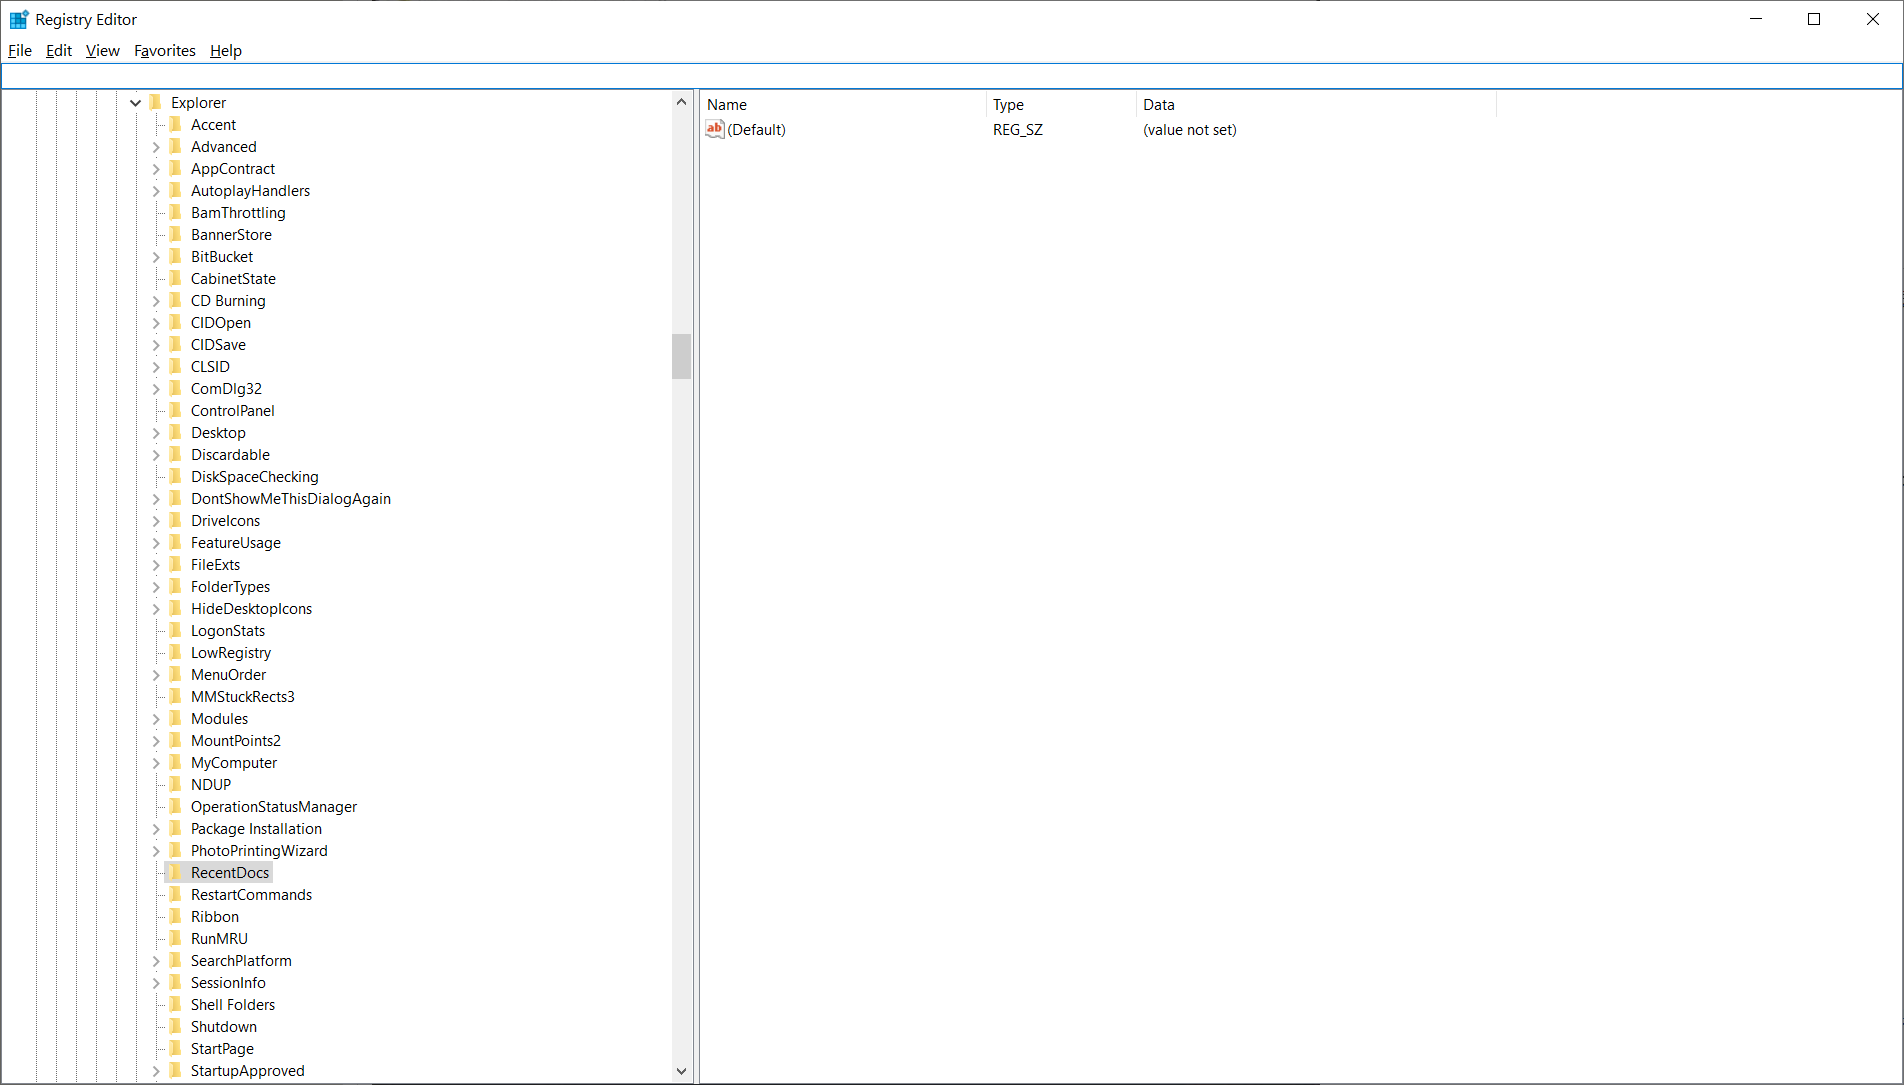 Registry Editor
File Edit View Favorites Help
Explorer
Accent
Advanced
AppContract
AutoplayHandlers
BamThrottling
BannerStore
BitBucket
CabinetState
CD Burning
CIDOpen
CIDSave
CLSID
ComDlg32
ControlPanel
Desktop
Discardable
DiskSpaceChecking
DontShowMeThisDialogAgain
DriveIcons
FeatureUsage
FileExts
FolderTypes
HideDesktopIcons
LogonStats
LowRegistry
MenuOrder
MMStuckRects3
Modules
MountPoints2
MyComputer
NDUP
OperationStatusManager
Package Installation
PhotoPrintingWizard
RecentDocs
RestartCommands
Ribbon
RunMRU
SearchPlatform
SessionInfo
Shell Folders
Shutdown
StartPage
StartupApproved
Name Type Data
ab (Default) REG_SZ (value not set)